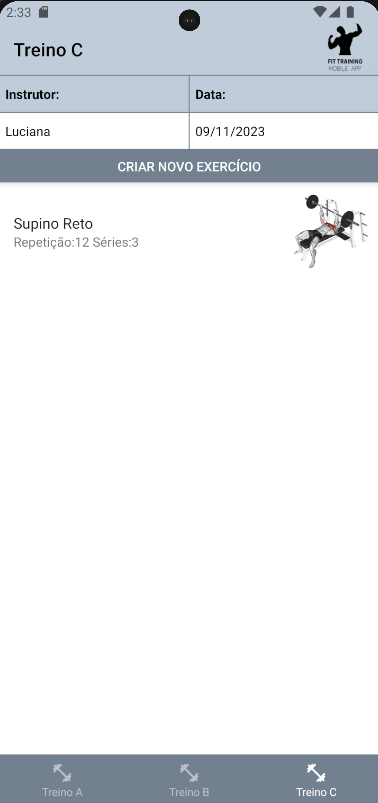 2:33
Treino C
FIT TRAINING
MOBILE APP
Instrutor: Data:
Luciana 09/11/2023
CRIAR NOVO EXERCÍCIO
Supino Reto
Repetição:12 Séries:3
Treino A Treino B Treino C